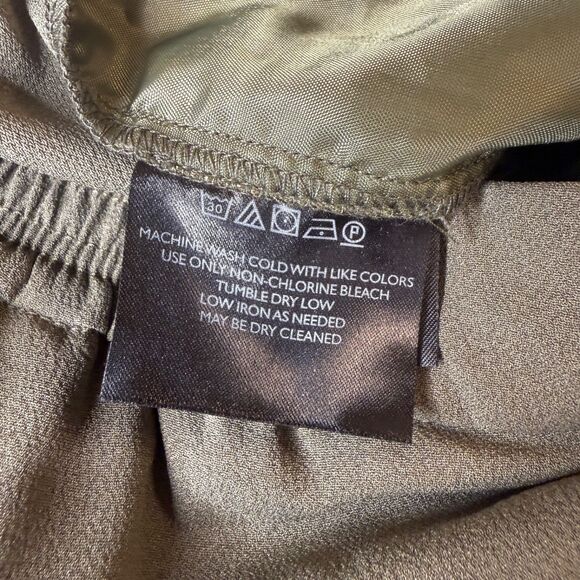 30 P
MACHINE WASH COLD WITH LIKE COLORS
USE ONLY NON-CHLORINE BLEACH
TUMBLE DRY LOW
LOW IRON AS NEEDED
MAY BE DRY CLEANED